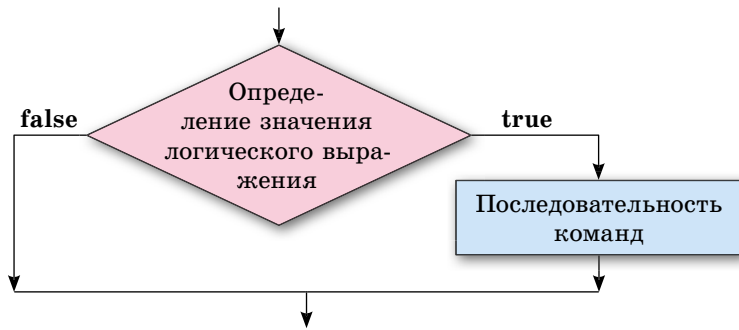 Опреде-
ление значения
логического выра-
жения
false
true
Последовательность
команд